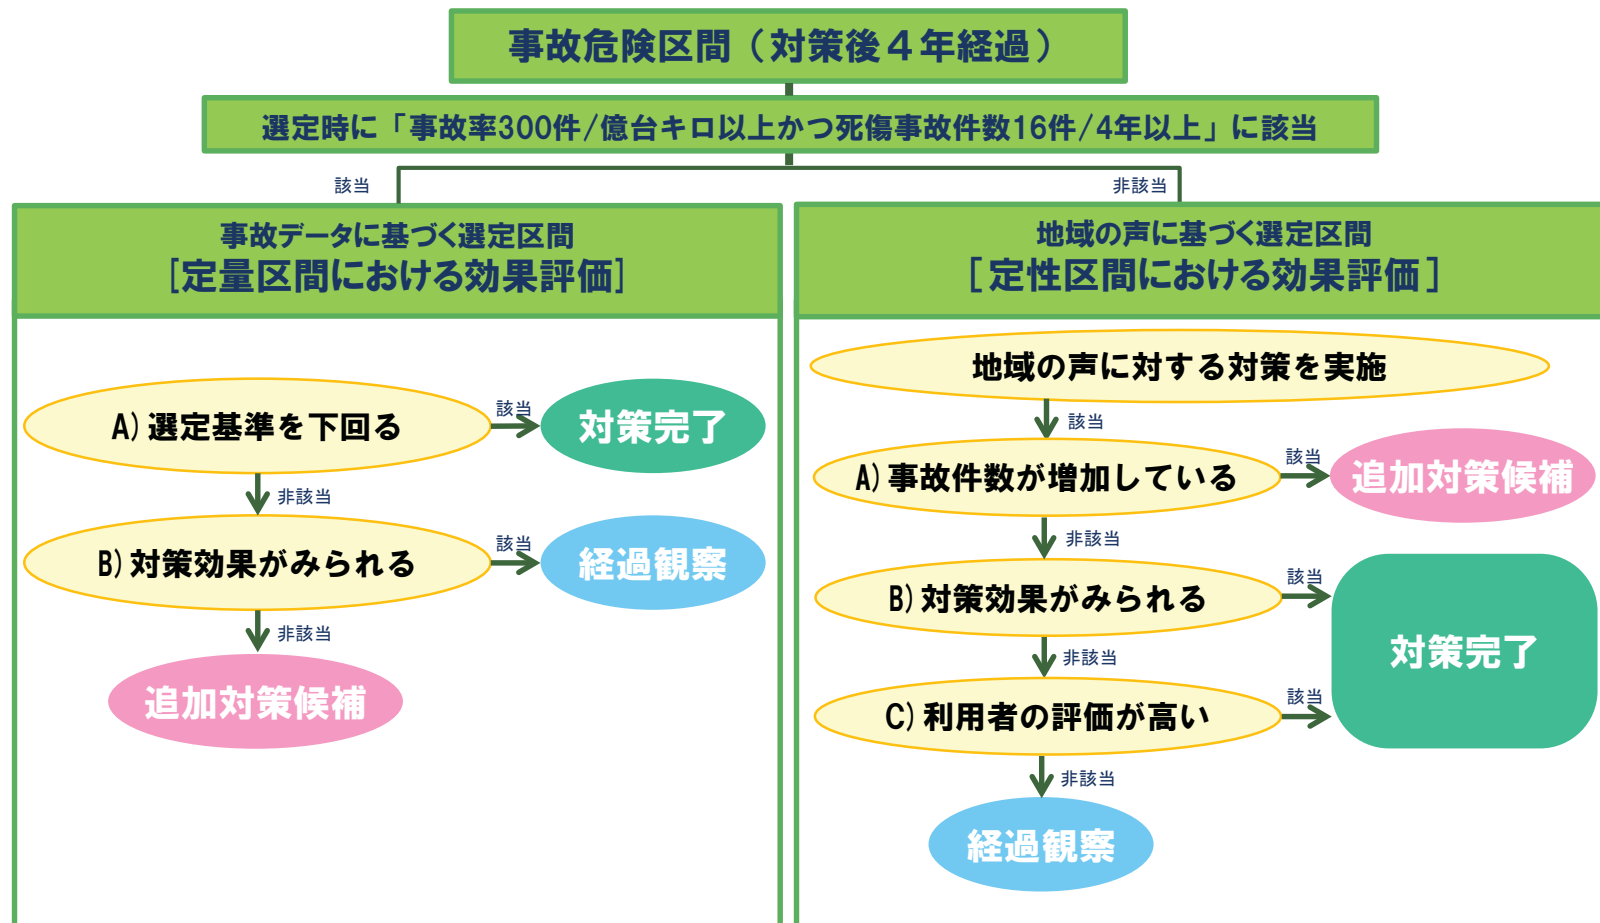 事故危険区間（対策後４年経過）
選定時に「事故率300件/億台キロ以上かつ死傷事故件数16件/4年以上」に該当
該当
非該当
事故データに基づく選定区間
[定量区間における効果評価]
A)選定基準を下回る
該当
対策完了
非該当
B)対策効果がみられる
該当
経過観察
非該当
追加対策候補
地域の声に基づく選定区間
[定性区間における効果評価]
地域の声に対する対策を実施
該当
A)事故件数が増加している
該当
追加対策候補
非該当
B)対策効果がみられる
該当
対策完了
非該当
C)利用者の評価が高い
該当
非該当
経過観察